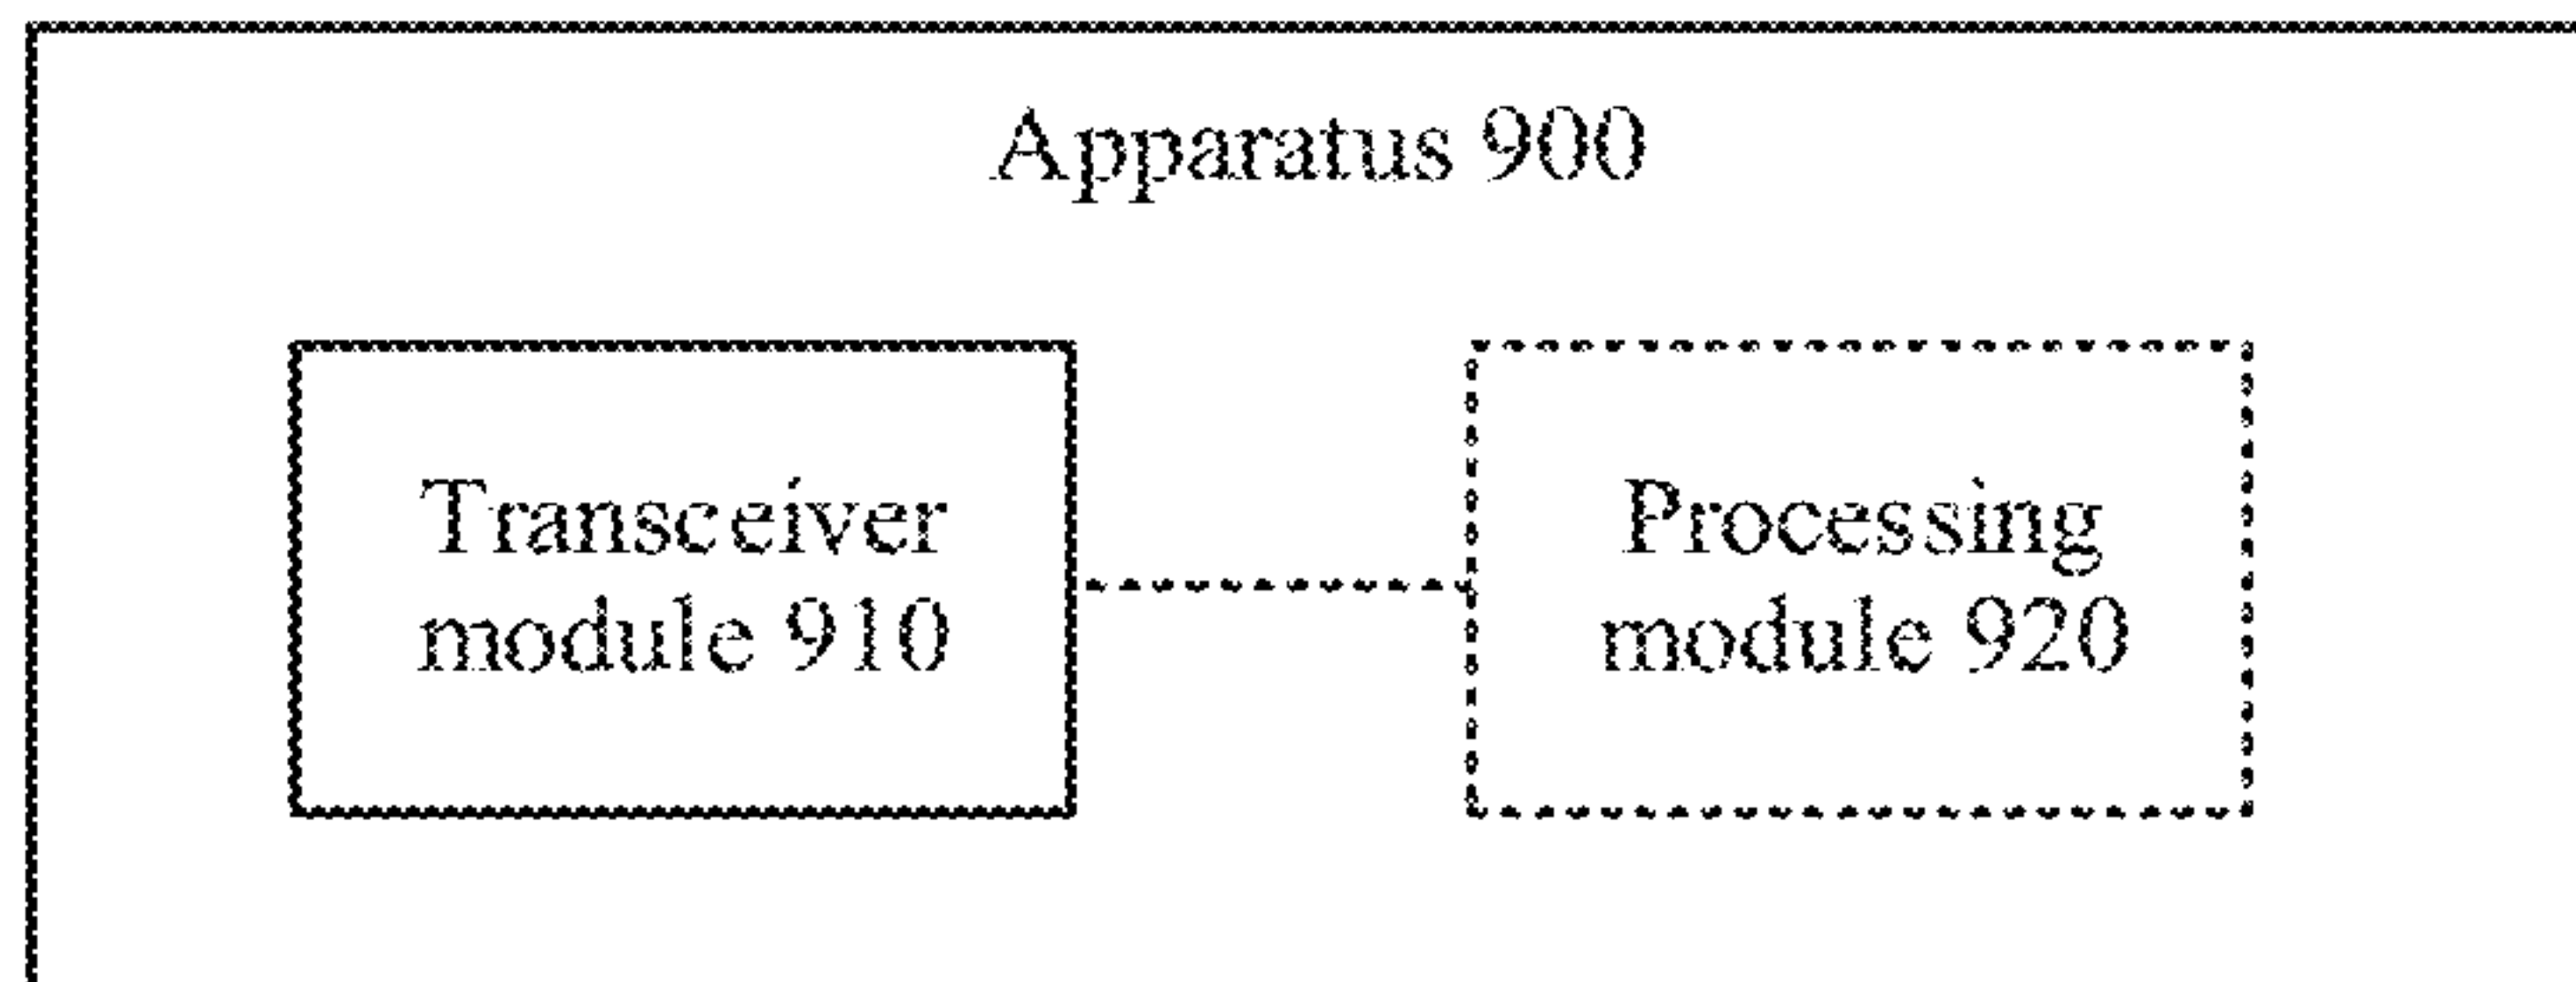 Apparatus 900
Transceiver
module 910
Processing
module 920